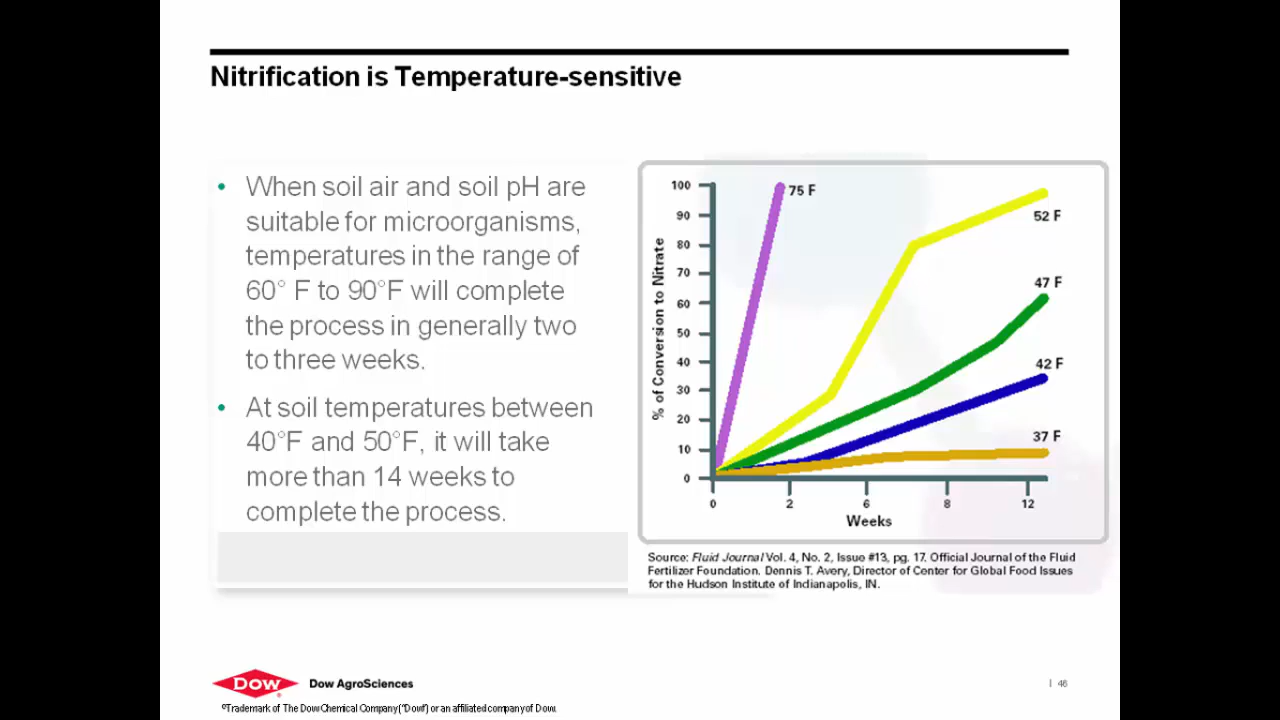 Nitrification is Temperature-sensitive
• When soil air and soil pH are
suitable for microorganisms,
temperatures in the range of
60° F to 90°F will complete
the process in generally two
to three weeks.
• At soil temperatures between
40°F and 50°F, it will take
more than 14 weeks to
complete the process.
% of Conversion to Nitrate
100
90
80
70
60
50
40
30
20
10
0
75 F
52 F
47 F
42 F
37 F
0 2 6 8 12
Weeks
Source: Fluid Journal Vol. 4, No. 2, Issue #13, pg. 17. Official Journal of the Fluid
Fertilizer Foundation. Dennis T. Avery, Director of Center for Global Food Issues
for the Hudson Institute of Indianapolis, IN.
Dow
Dow AgroSciences
®Trademark of The Dow Chemical Company ("Dow") or an affiliated company of Dow.
| 46